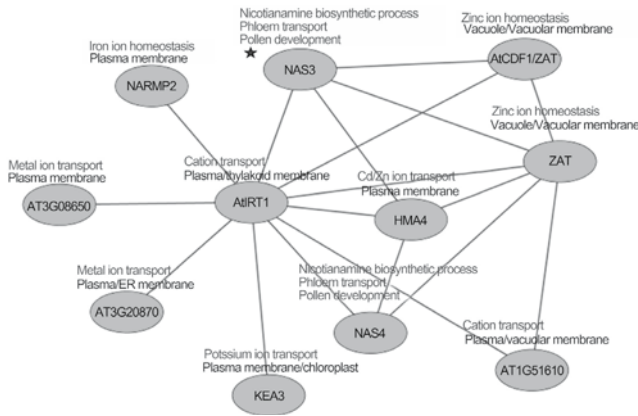 Nicotianamine biosynthetic process
Phloem transport
Pollen development
NAS3
Zinc ion homeostasis
Vacuole/Vacuolar membrane
AtCDF1/ZAT
Iron ion homeostasis
Plasma membrane
NARMP2
Zinc ion homeostasis
Vacuole/Vacuolar membrane
ZAT
Metal ion transport
Plasma membrane
AT3G08650
Cation transport
Plasma/thylakoid membrane
AtIRT1
Cd/Zn ion transport
Plasma membrane
HMA4
Metal ion transport
Plasma/ER membrane
AT3G20870
Nicotianamine biosynthetic process
Phloem transport
Pollen development
NAS4
Cation transport
Plasma/vacuolar membrane
AT1G51610
Potssium ion transport
Plasma membrane/chloroplast
KEA3